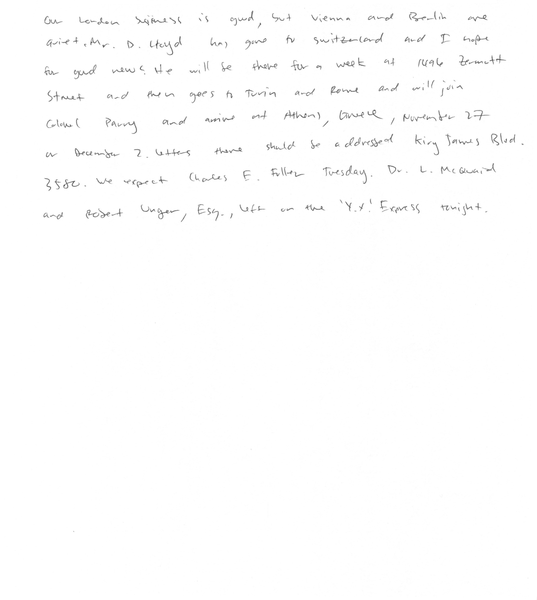 Our London business is good, but Vienna and Berlin are
quiet. Mr. D. Lloyd has gone to Switzerland and I hope
for good news. He will be there for a week at 1496 Zermott
Street and then goes to Turin and Rome and will join
Colonel Parry and arrive at Athens, Greece, November 27
or December 2. Letters there should be addressed King James Blvd.
3580. We expect Charles E. Fuller Tuesday. Dr. L. McQuaid
and Robert Unger, Esq., left on the 'Y.X.' Express tonight.